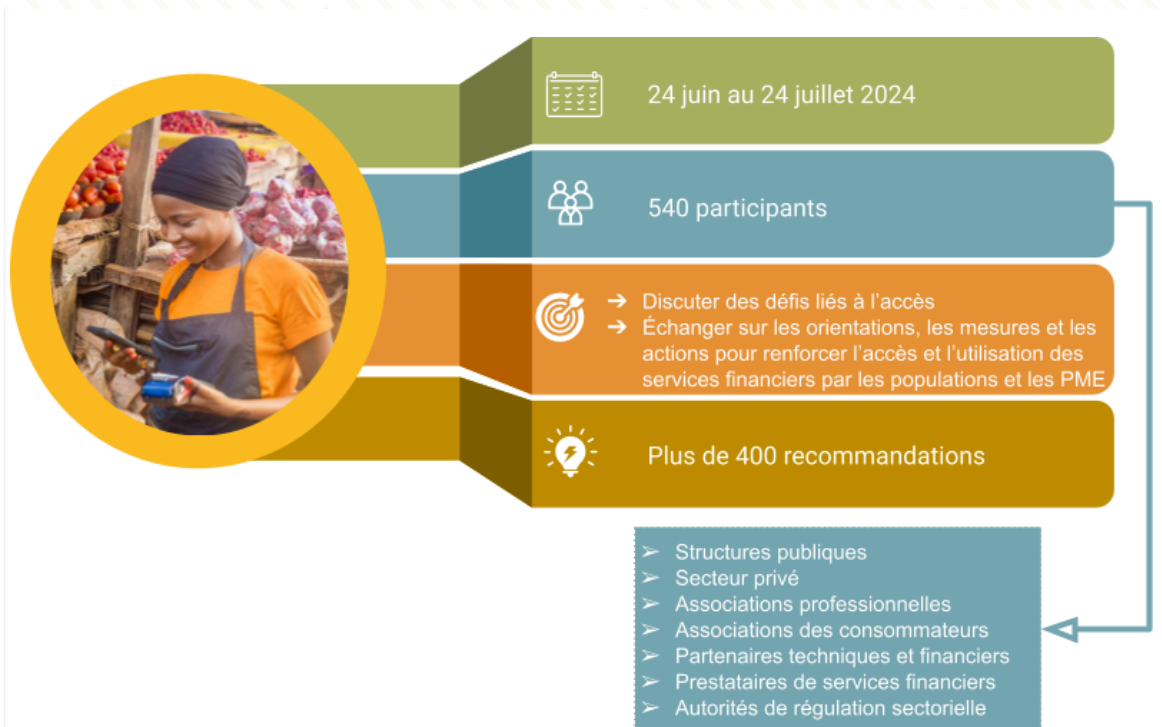 24 juin au 24 juillet 2024
540 participants
➔ Discuter des défis liés à l'accès
➔ Échanger sur les orientations, les mesures et les
actions pour renforcer l'accès et l'utilisation des
services financiers par les populations et les PME
Plus de 400 recommandations
➢ Structures publiques
➢ Secteur privé
➢ Associations professionnelles
➢ Associations des consommateurs
➢ Partenaires techniques et financiers
➢ Prestataires de services financiers
➢ Autorités de régulation sectorielle